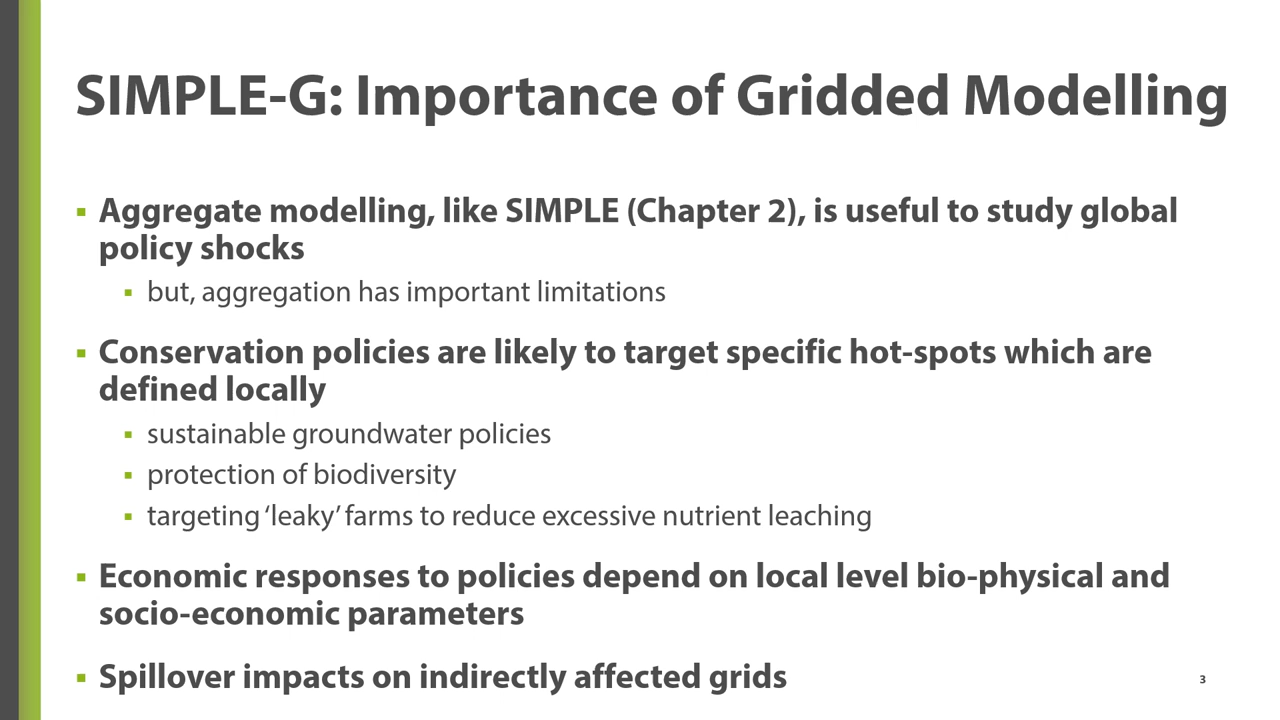 SIMPLE-G: Importance of Gridded Modelling
▪ Aggregate modelling, like SIMPLE (Chapter 2), is useful to study global
policy shocks
▪ but, aggregation has important limitations
▪ Conservation policies are likely to target specific hot-spots which are
defined locally
▪ sustainable groundwater policies
▪ protection of biodiversity
▪ targeting ‘leaky’ farms to reduce excessive nutrient leaching
▪ Economic responses to policies depend on local level bio-physical and
socio-economic parameters
▪ Spillover impacts on indirectly affected grids
3